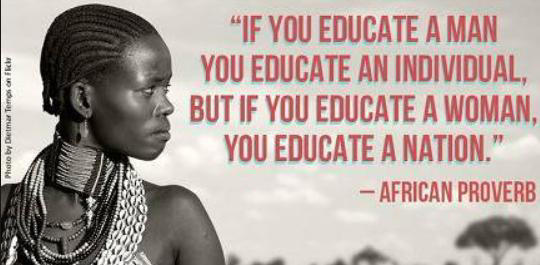 “IF YOU EDUCATE A MAN
YOU EDUCATE AN INDIVIDUAL,
BUT IF YOU EDUCATE A WOMAN,
YOU EDUCATE A NATION.”
– AFRICAN PROVERB
Photo by Dietmar Temps on Flickr